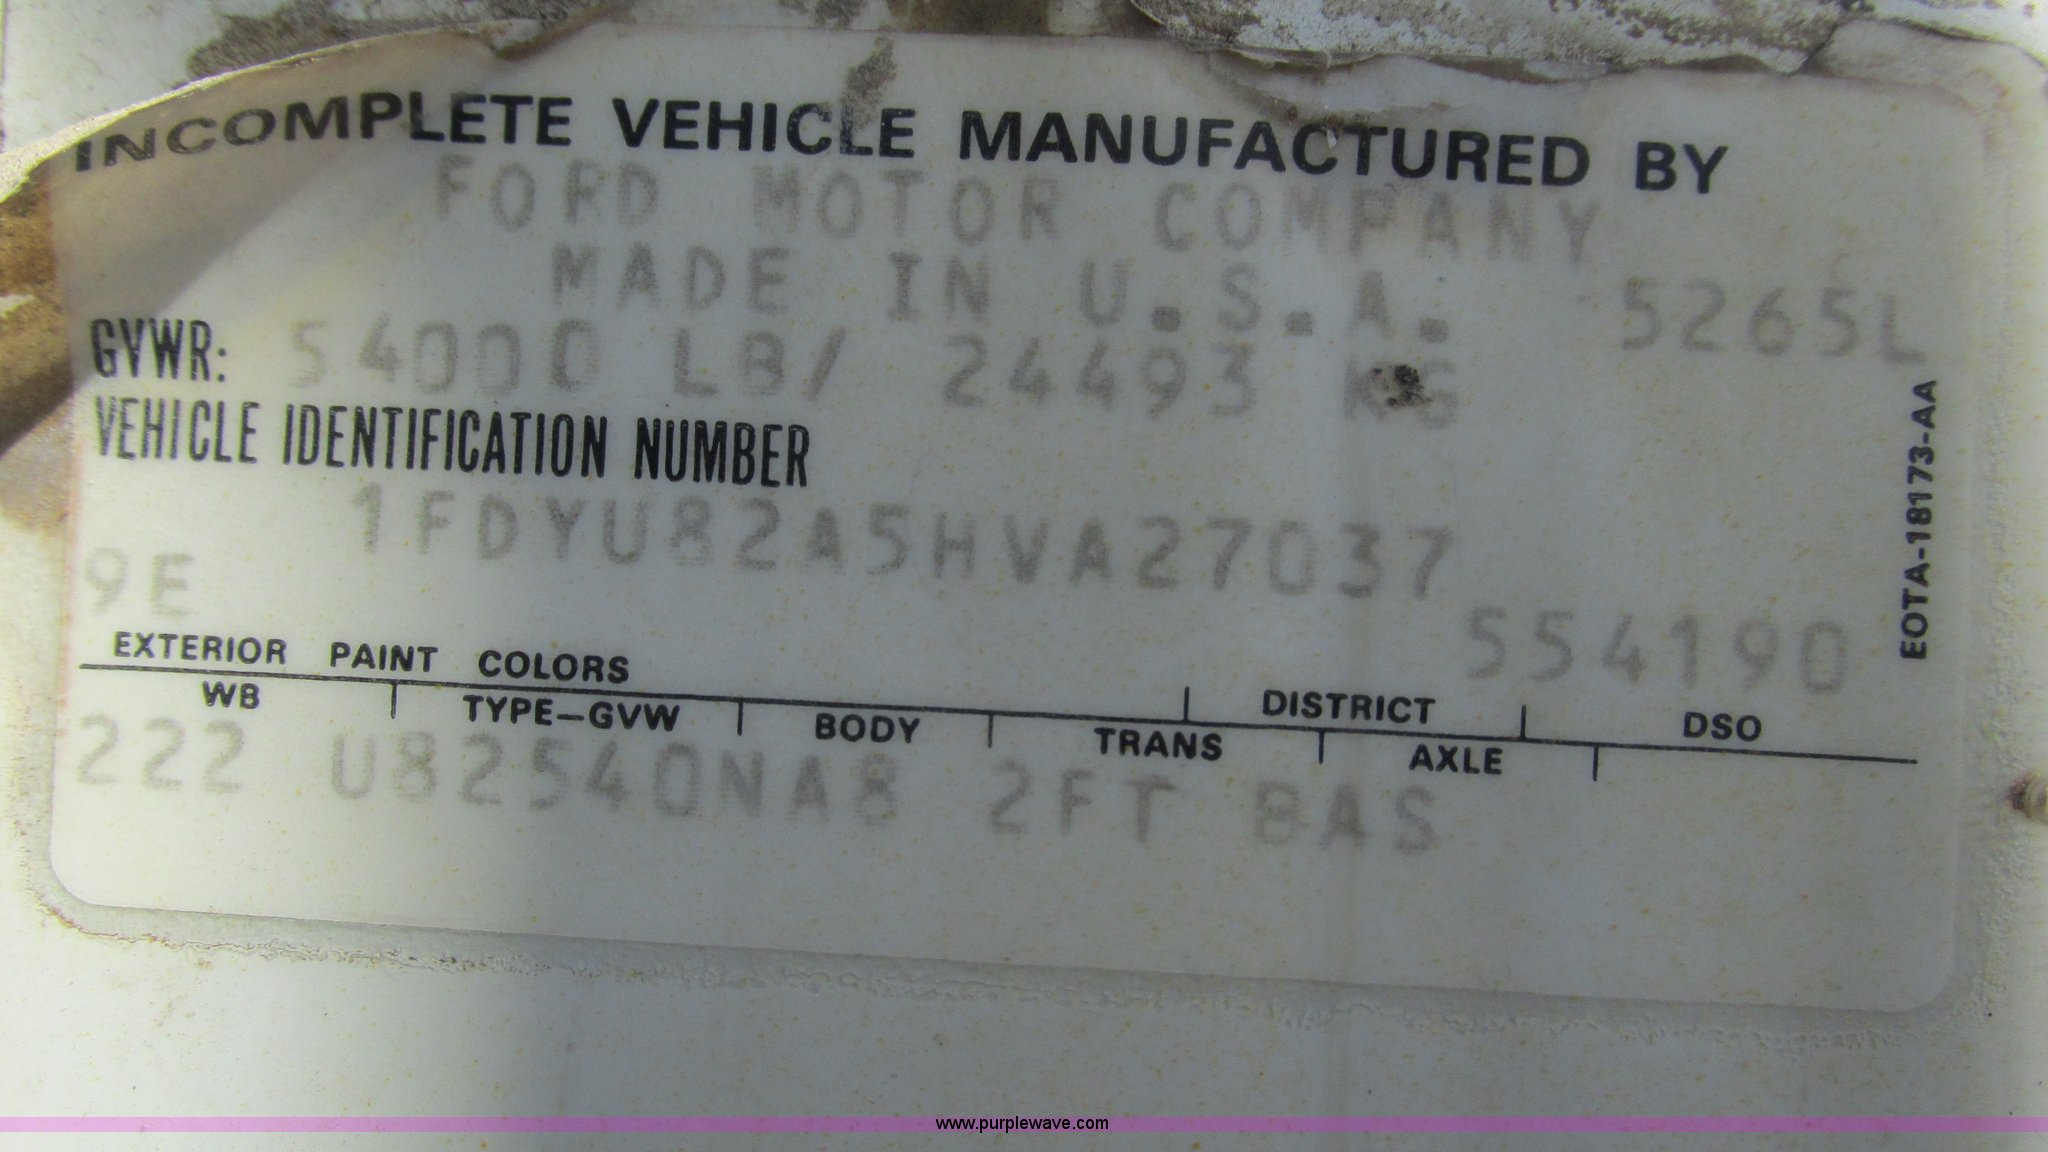 INCOMPLETE VEHICLE MANUFACTURED BY
FORD MOTOR COMPANY
MADE IN U.S.A. 5265L
GVWR: 54000 LB/ 24493 KG
VEHICLE IDENTIFICATION NUMBER
1FDYU82A5HVA27037
9E
554190
EXTERIOR PAINT COLORS DISTRICT DSO
WB TYPE-GVW BODY TRANS AXLE
222 U82540NA8 2FT BAS
EOTA-18173-AA
www.purplewave.com